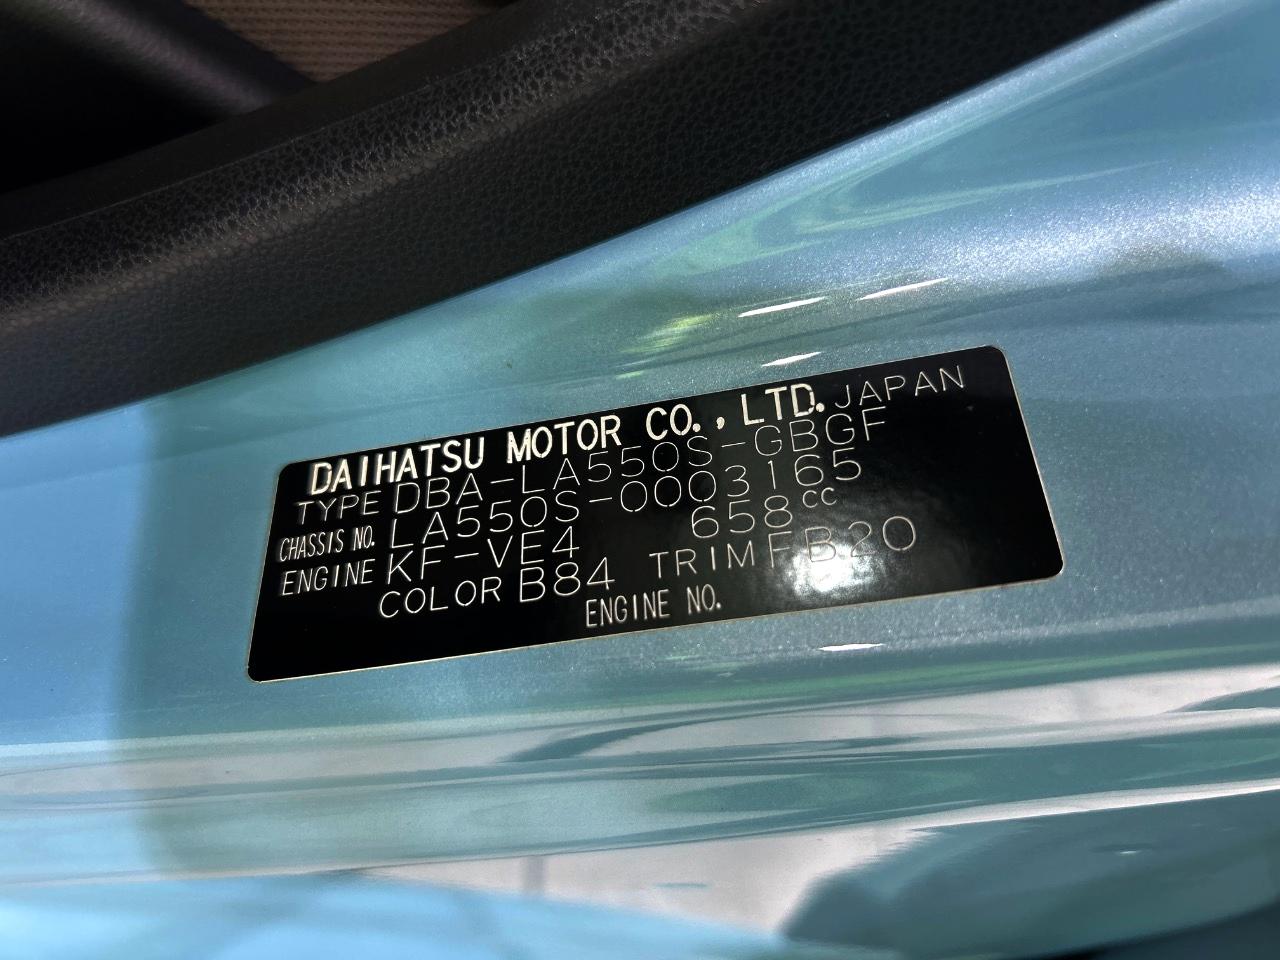 DAIHATSU MOTOR CO., LTD. JAPAN
TYPE DBA-LA550S-GBGF
CHASSIS NO. LA550S-0003165
ENGINE KF-VE4 658cc
COLOR B84 TRIM FB20
ENGINE NO.